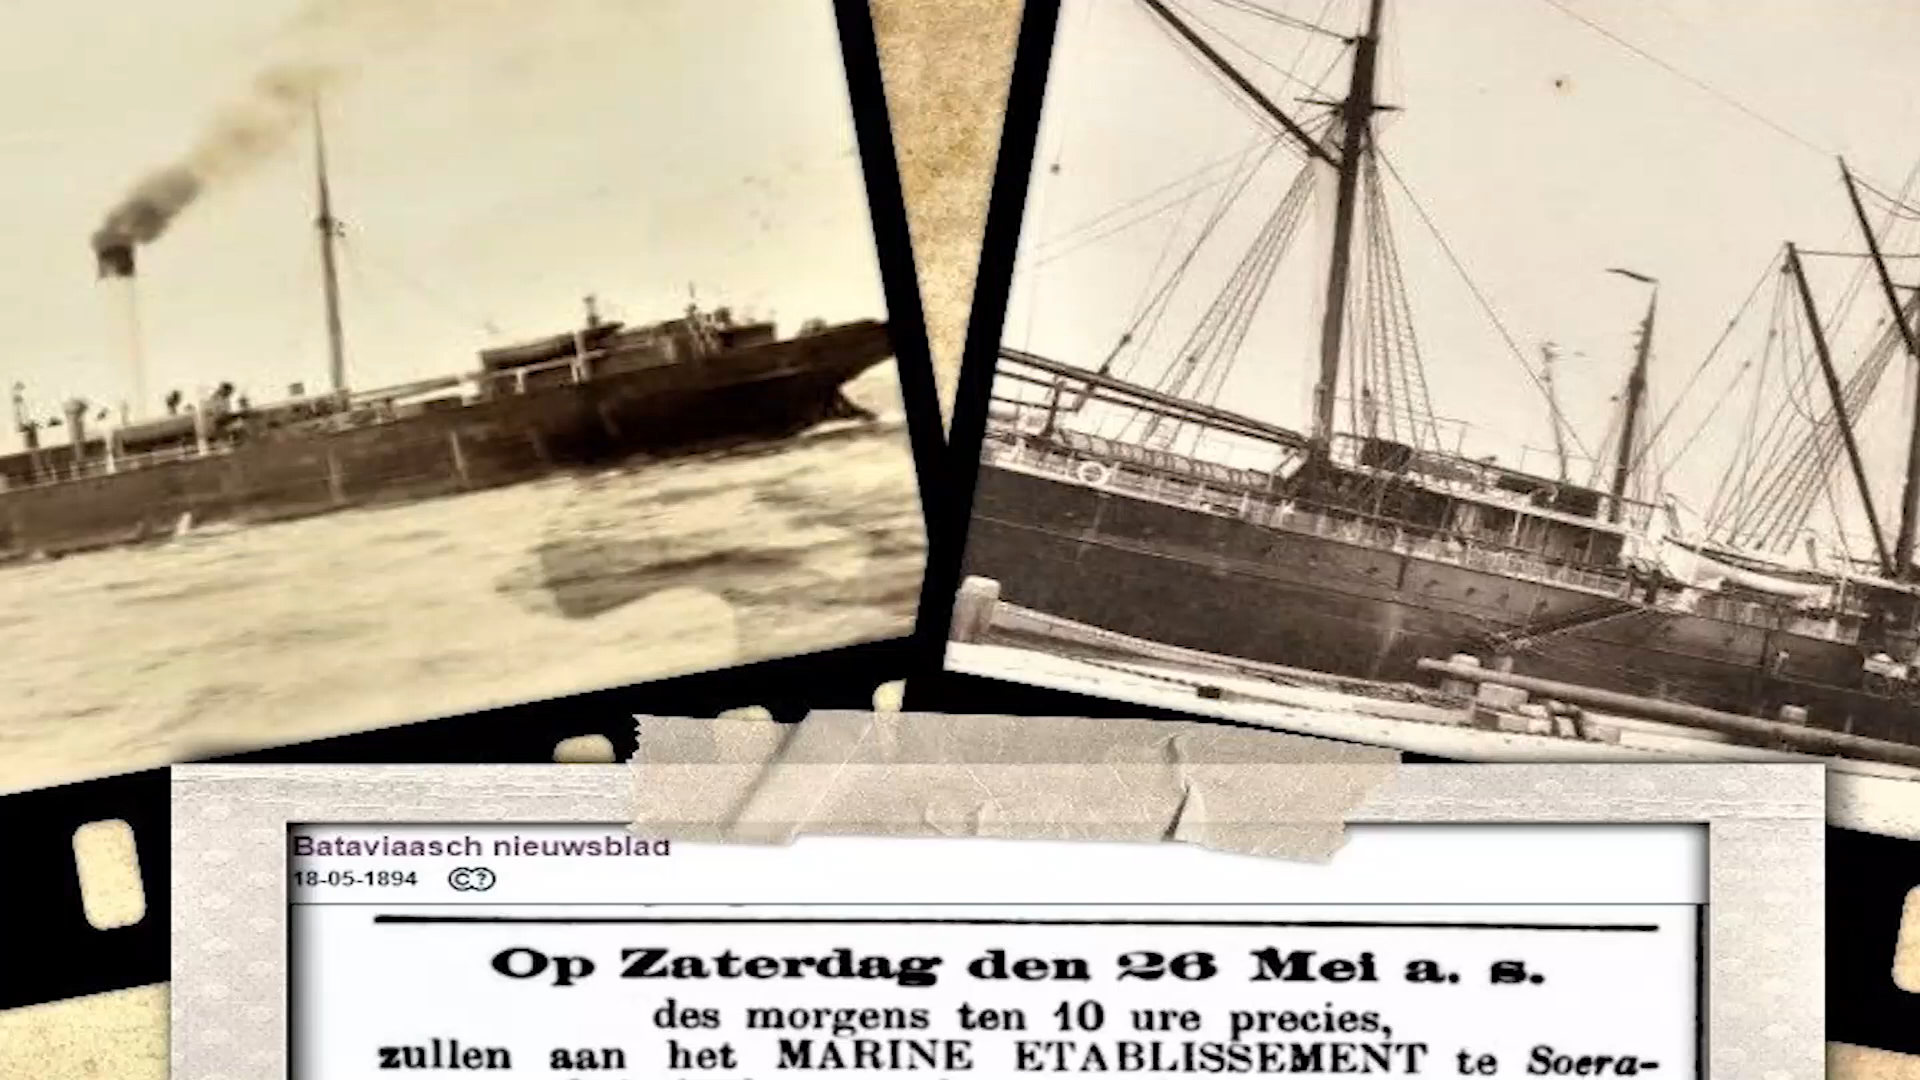 Bataviaasch nieuwsblad
18-05-1894 ©?
Op Zaterdag den 26 Mei a. s.
des morgens ten 10 ure precies,
zullen aan het MARINE ETABLISSEMENT te Soera-